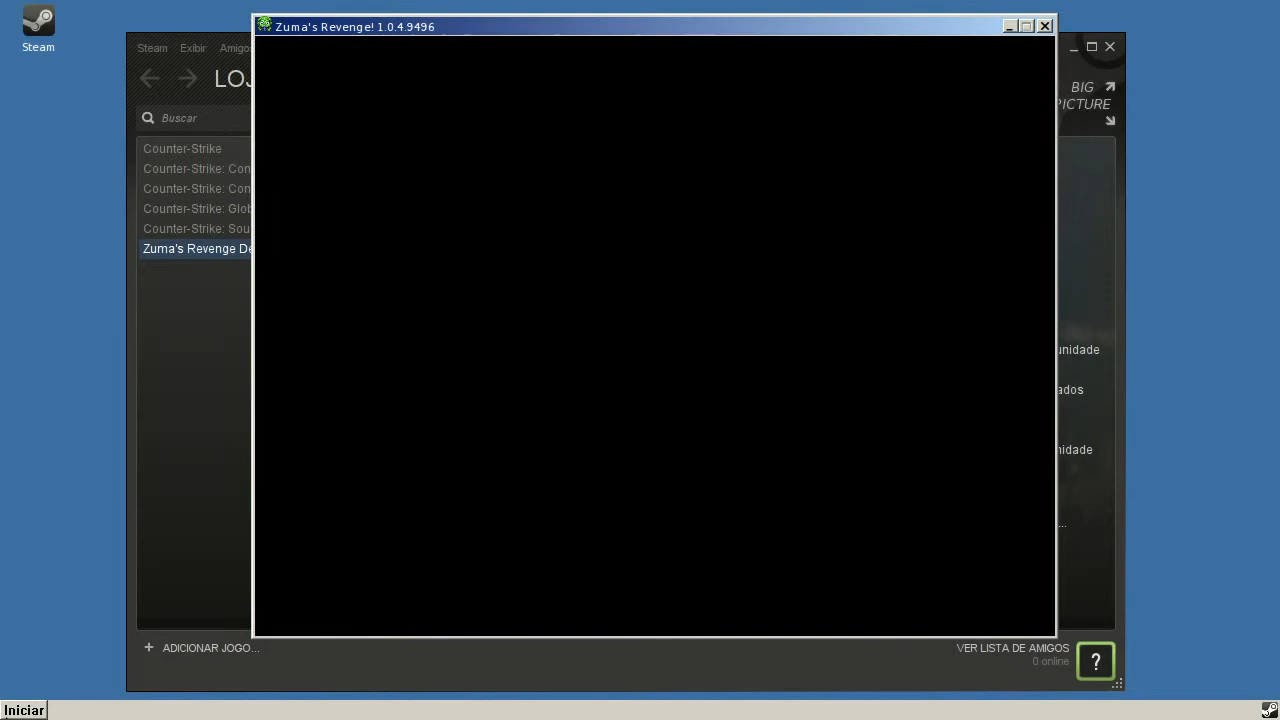 Steam
Zuma's Revenge! 1.0.4.9496
Steam Exibir Amigos
LOJ
BIG
PICTURE
Buscar
Counter-Strike
Counter-Strike: Con
Counter-Strike: Con
Counter-Strike: Glob
Counter-Strike: Sou
Zuma's Revenge De
unidade
ados
nidade
...
+ ADICIONAR JOGO...
VER LISTA DE AMIGOS
0 online
?
Iniciar